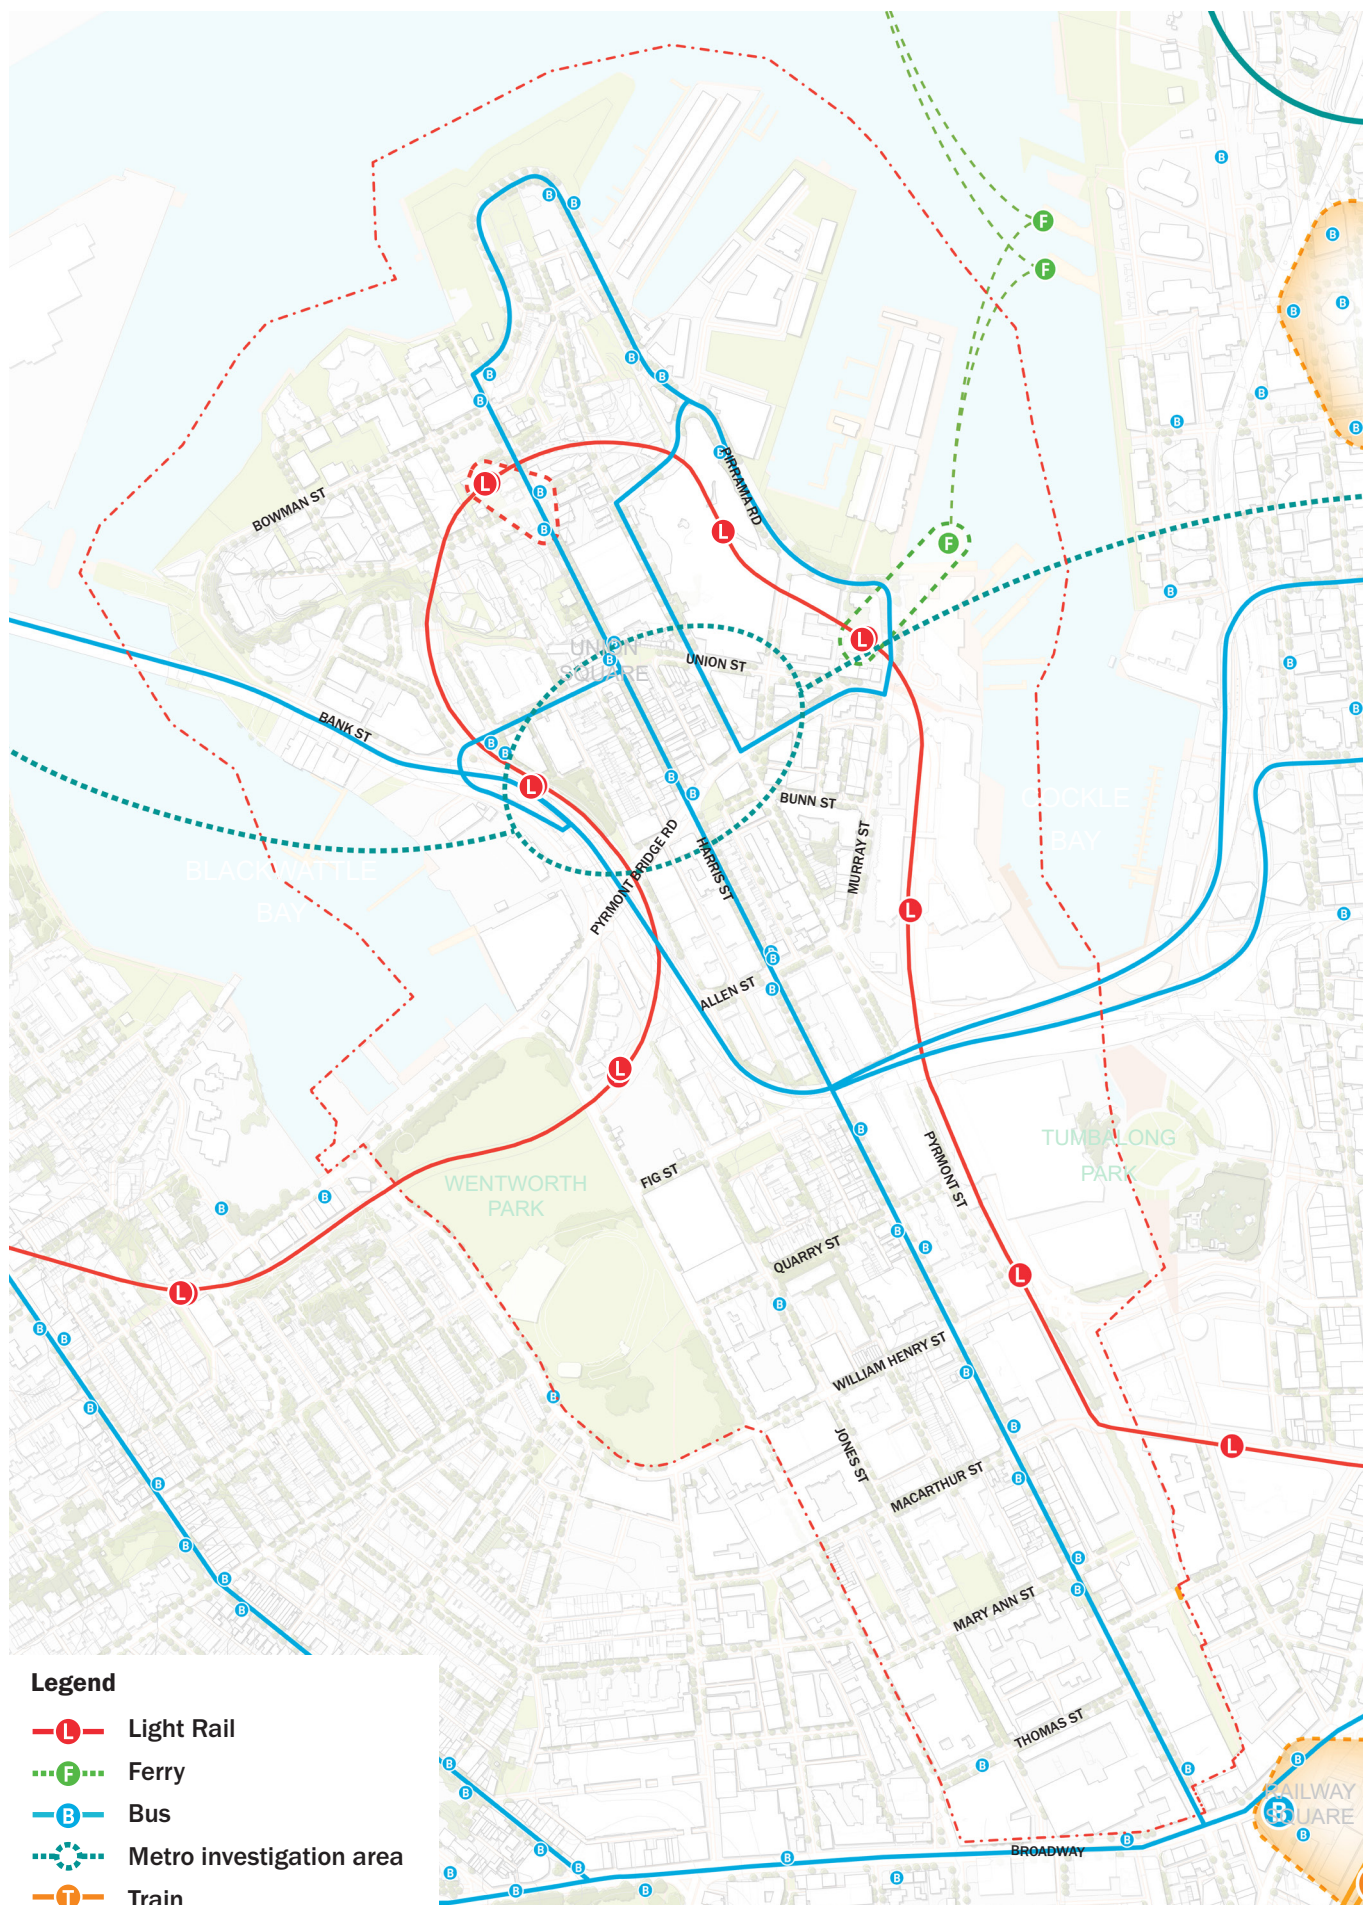 PIRRAMA RD
BOWMAN ST
UNION
SQUARE
UNION ST
BANK ST
BUNN ST
COCKLE
BAY
MURRAY ST
PYRMONT BRIDGE RD
HARRIS ST
BLACKWATTLE
BAY
ALLEN ST
TUMBALONG
PARK
PYRMONT ST
FIG ST
WENTWORTH
PARK
QUARRY ST
WILLIAM HENRY ST
JONES ST
MACARTHUR ST
MARY ANN ST
THOMAS ST
RAILWAY
SQUARE
BROADWAY
Legend
L Light Rail
F Ferry
B Bus
Metro investigation area
T Train